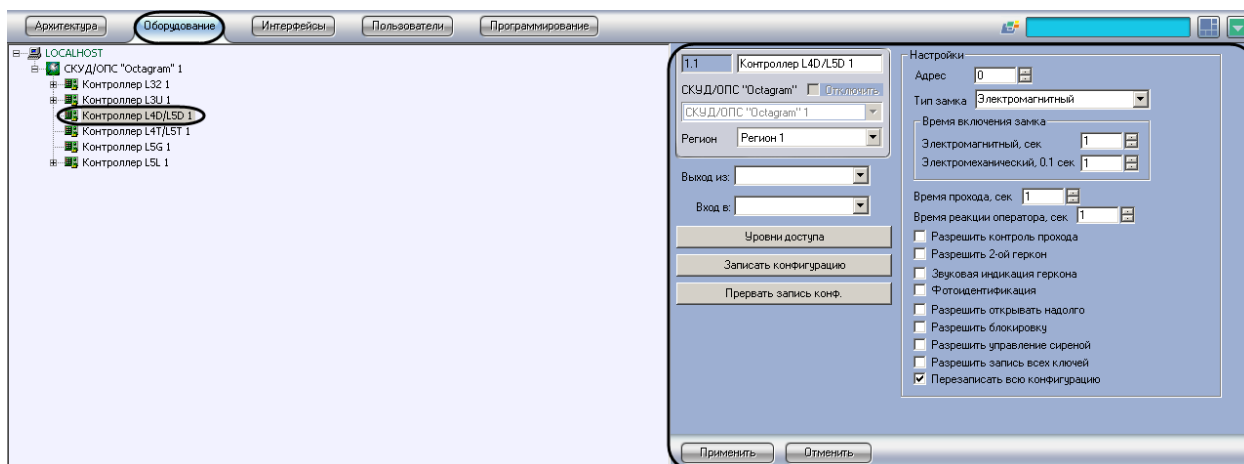 Архитектура Оборудование Интерфейсы Пользователи Программирование
LOCALHOST
СКУД/ОПС "Octagram" 1
Контроллер L32 1
Контроллер L3U 1
Контроллер L4D/L5D 1
Контроллер L4T/L5T 1
Контроллер L5G 1
Контроллер L5L 1
1.1 Контроллер L4D/L5D 1
СКУД/ОПС "Octagram" Отключить
СКУД/ОПС "Octagram" 1
Регион Регион 1
Выход из:
Вход в:
Уровни доступа
Записать конфигурацию
Прервать запись конф.
Настройки
Адрес 0
Тип замка Электромагнитный
Время включения замка
Электромагнитный, сек 1
Электромеханический, 0.1 сек 1
Время прохода, сек 1
Время реакции оператора, сек 1
Разрешить контроль прохода
Разрешить 2-ой геркон
Звуковая индикация геркона
Фотоидентификация
Разрешить открывать надолго
Разрешить блокировку
Разрешить управление сиреной
Разрешить запись всех ключей
Перезаписать всю конфигурацию
Применить Отменить